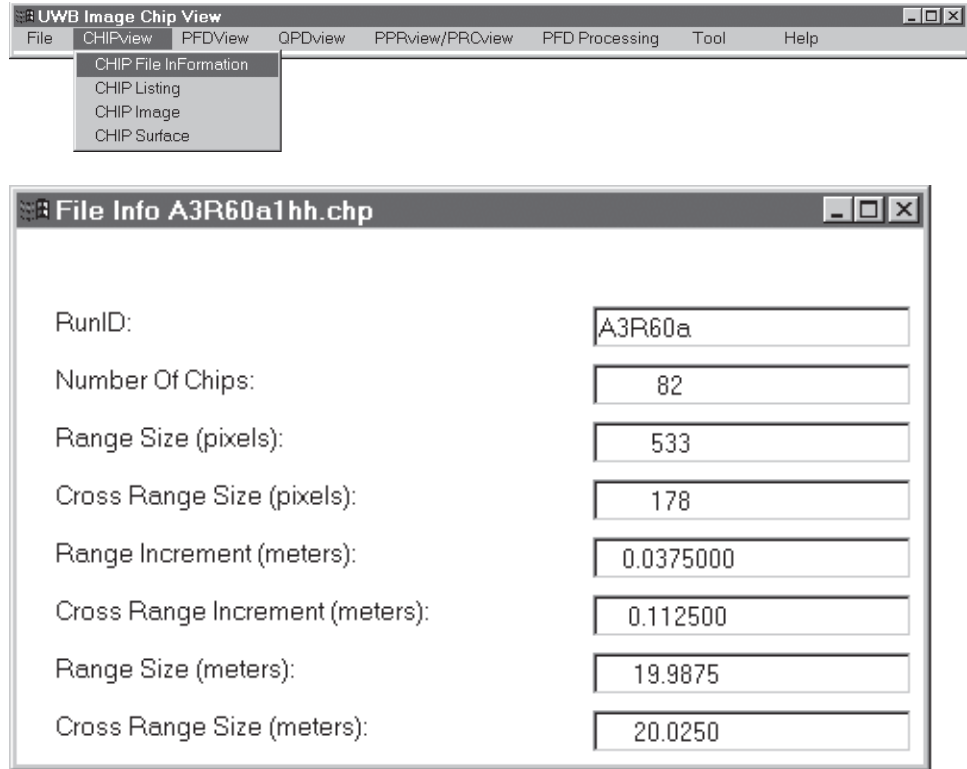 UWB Image Chip View
File CHIPview PFDView QPDview PPRview/PRCview PFD Processing Tool Help
CHIP File InFormation
CHIP Listing
CHIP Image
CHIP Surface
File Info A3R60a1hh.chp
RunID: A3R60a
Number Of Chips: 82
Range Size (pixels): 533
Cross Range Size (pixels): 178
Range Increment (meters): 0.0375000
Cross Range Increment (meters): 0.112500
Range Size (meters): 19.9875
Cross Range Size (meters): 20.0250